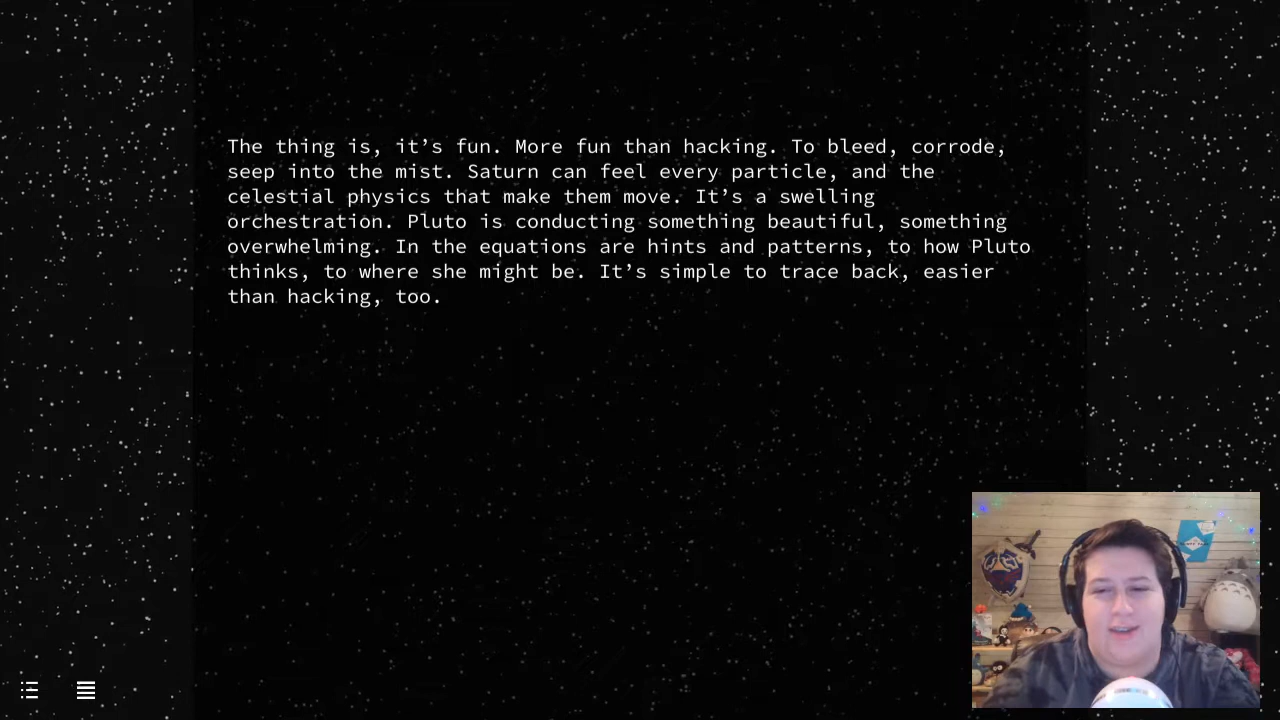 The thing is, it’s fun. More fun than hacking. To bleed, corrode,
seep into the mist. Saturn can feel every particle, and the
celestial physics that make them move. It’s a swelling
orchestration. Pluto is conducting something beautiful, something
overwhelming. In the equations are hints and patterns, to how Pluto
thinks, to where she might be. It’s simple to trace back, easier
than hacking, too.